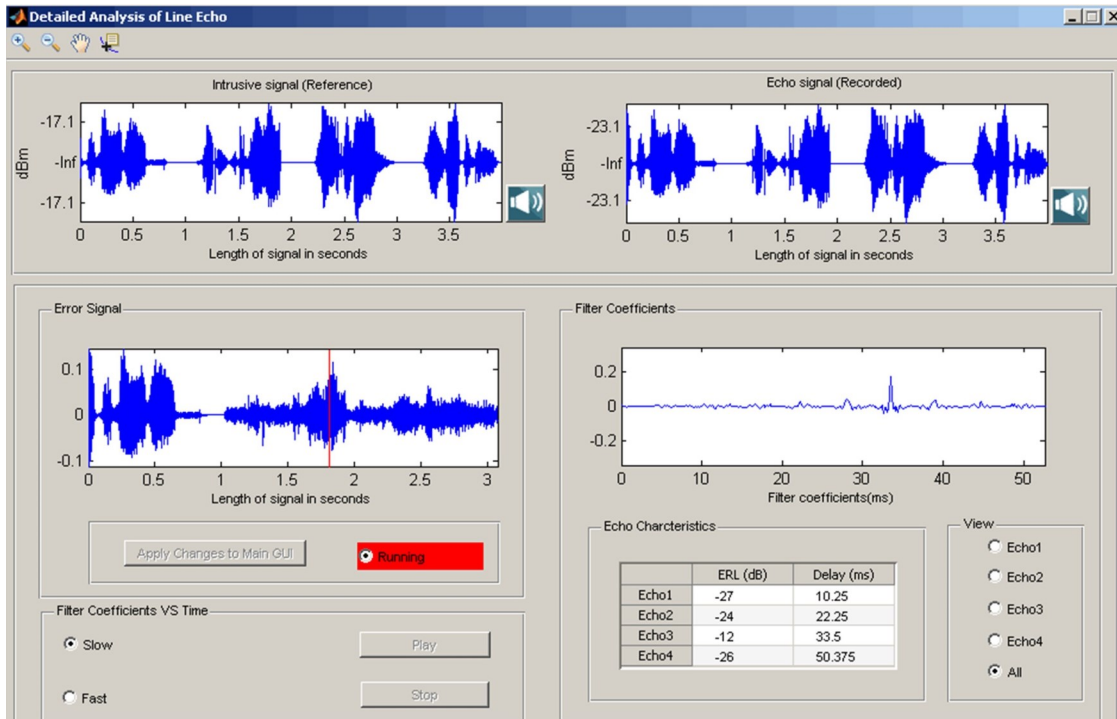 Detailed Analysis of Line Echo
Intrusive signal (Reference)
-17.1
-Inf
-17.1
dBm
0 0.5 1 1.5 2 2.5 3 3.5
Length of signal in seconds
Echo signal (Recorded)
-23.1
-Inf
-23.1
dBm
0 0.5 1 1.5 2 2.5 3 3.5
Length of signal in seconds
Error Signal
0.1
0
-0.1
0 0.5 1 1.5 2 2.5 3
Length of signal in seconds
Apply Changes to Main GUI
Running
Filter Coefficients VS Time
Slow
Play
Fast
Stop
Filter Coefficients
0.2
0
-0.2
0 10 20 30 40 50
Filter coefficients(ms)
Echo Charcteristics
ERL (dB) Delay (ms)
Echo1 -27 10.25
Echo2 -24 22.25
Echo3 -12 33.5
Echo4 -26 50.375
View
Echo1
Echo2
Echo3
Echo4
All